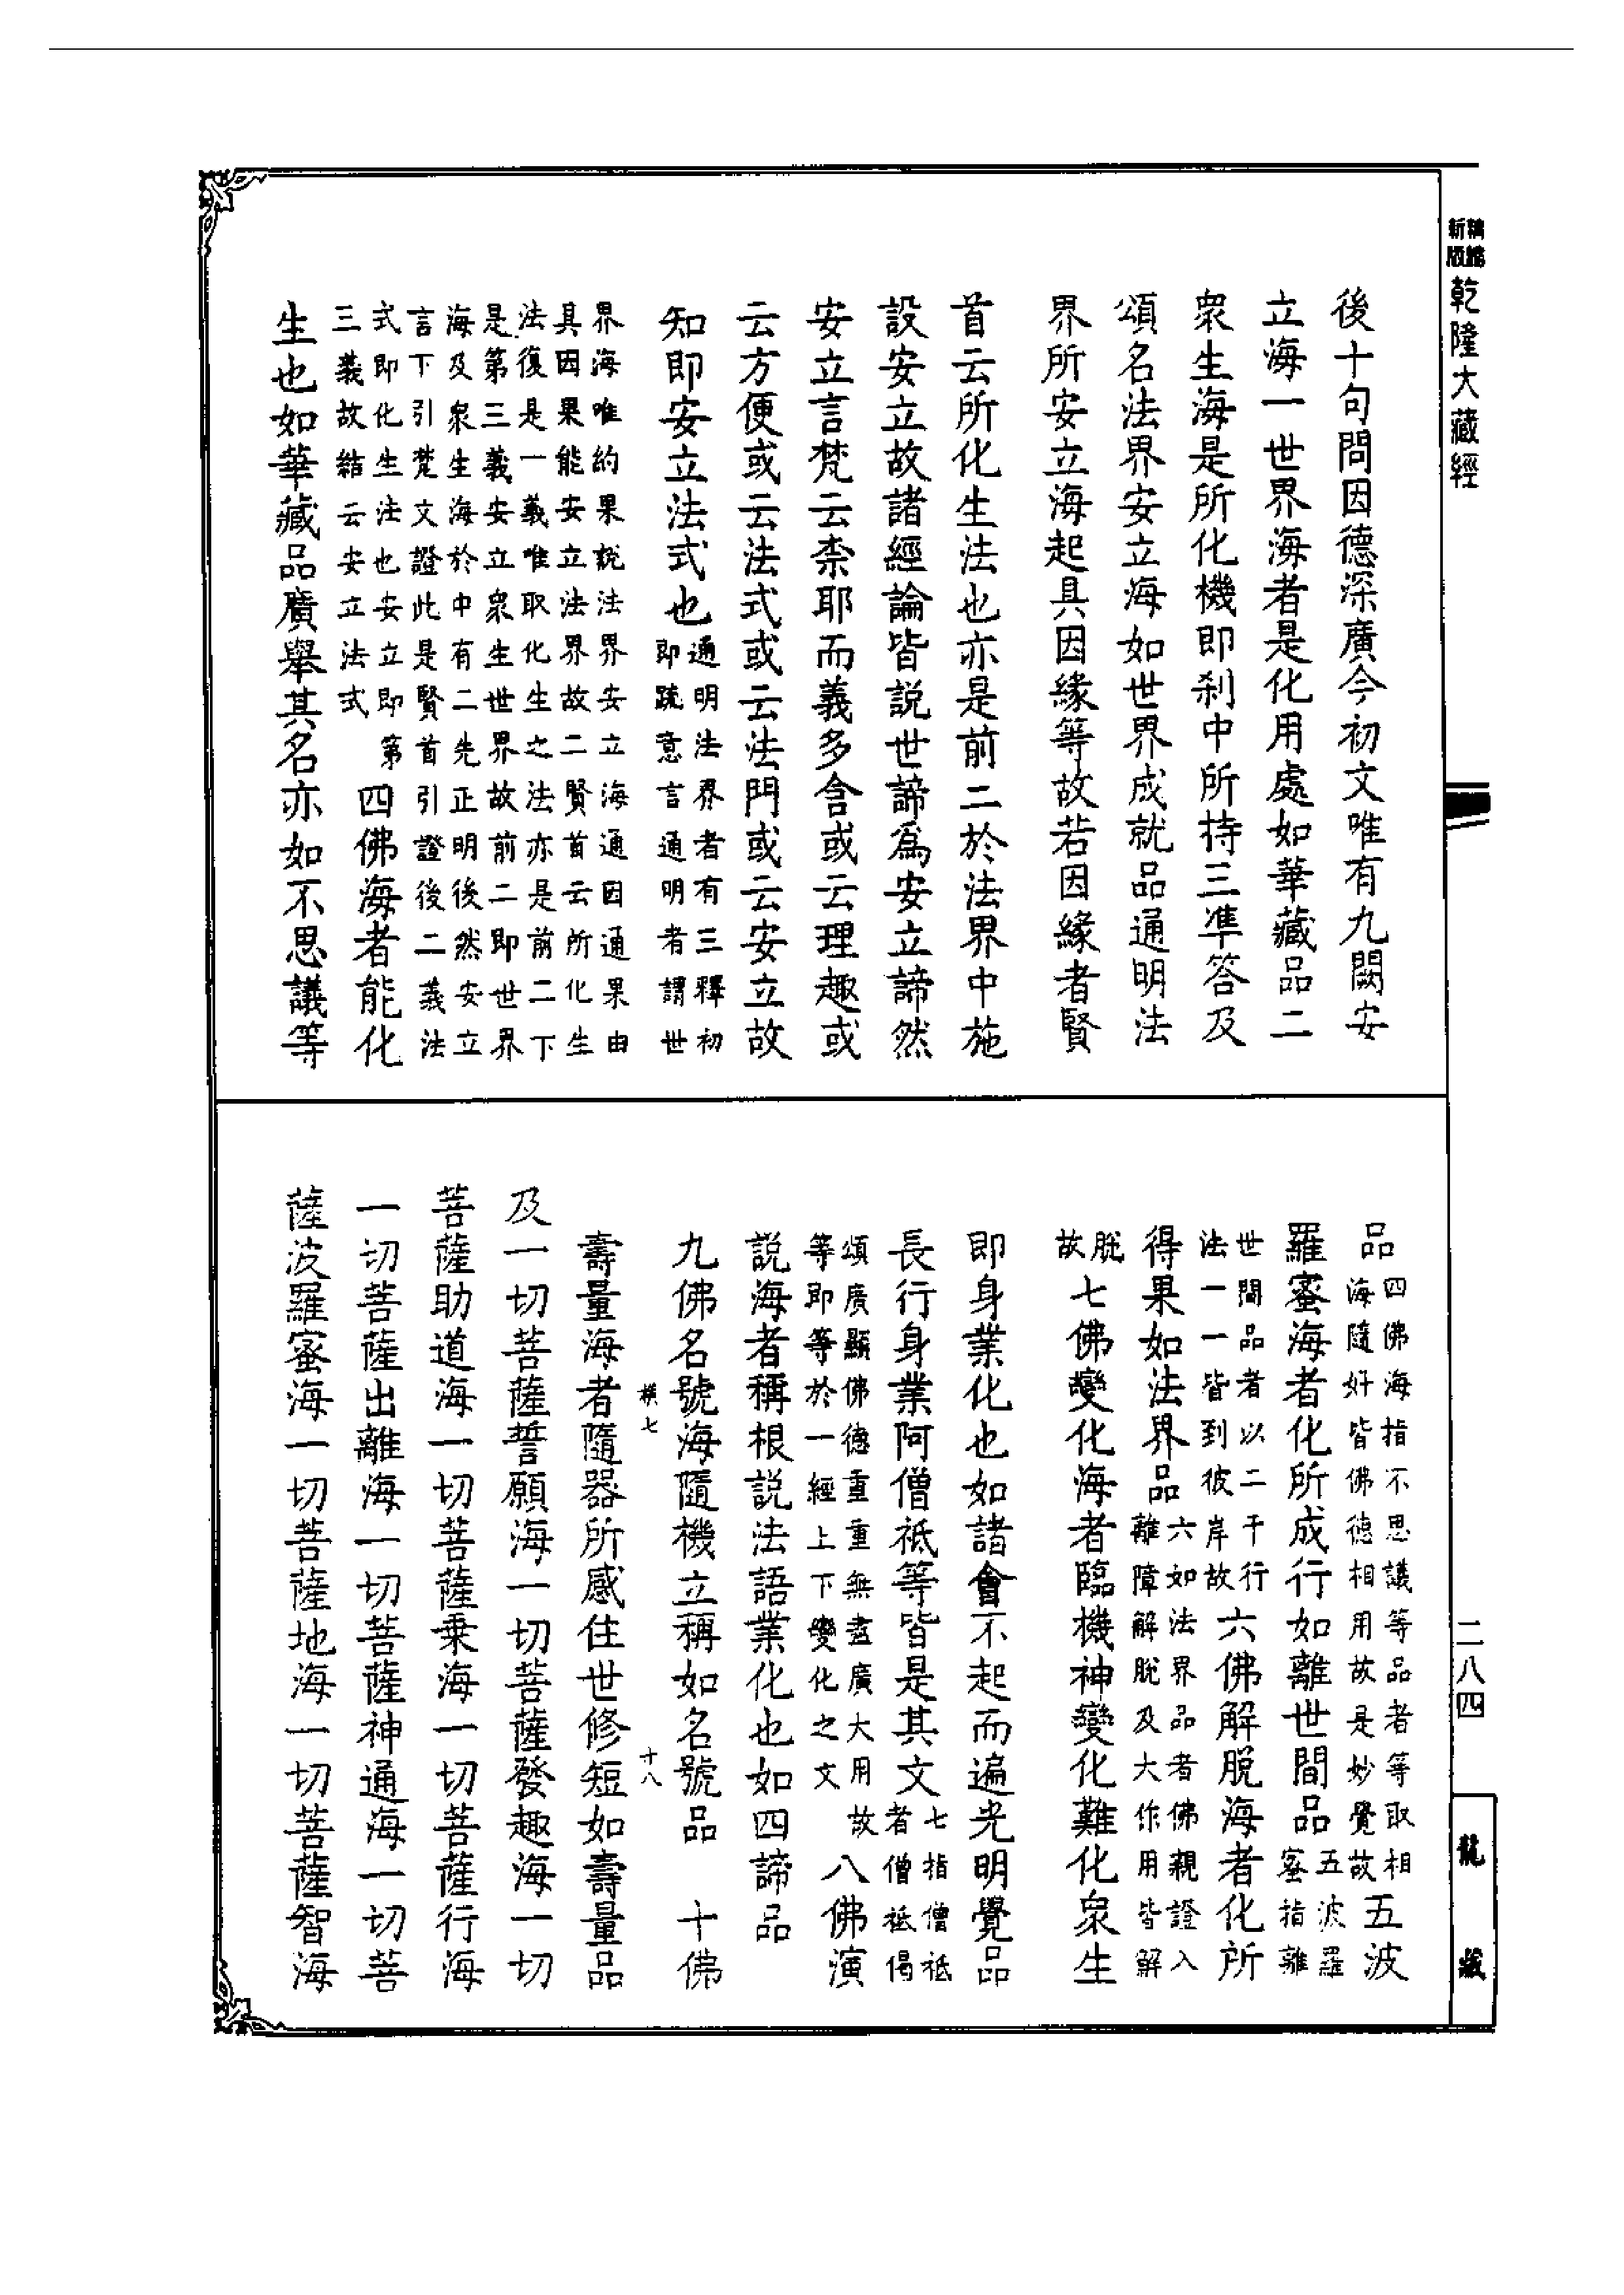 新編
版縮
乾隆大藏經
後十句問因德深廣今初文唯有九闕安
立海一世界海者是化用處如華藏品二
衆生海是所化機即刹中所持三準答及
頌名法界安立海如世界成就品通明法
界所安立海起具因緣等故若因緣者賢
首云所化生法也亦是前二於法界中施
設安立故諸經論皆説世諦爲安立諦然
安立言梵云柰耶而義多含或云理趣或
云方便或云法式或云法門或云安立故
知即安立法式也
通明法界者有三釋初
即疏意言通明者謂世
界海唯約果説法界安立海通因通果由
具因果能安立法界故二賢首云所化生
法復是一義唯取化生之法亦是前二下
是第三義安立衆生世界故前二即世界
海及衆生海於中有二先正明後然安立
言下引梵文證此是賢首引證後二義法
式即化生法也安立即第
三義故結云安立法式
四佛海者能化
生也如華藏品廣舉其名亦如不思議等
品
四佛海指不思議等品者等取相
海隨好皆佛德相用故是妙覺故
五波
羅蜜海者化所成行如離世間品
五波羅
蜜指離
世間品者以二千行
法一一皆到彼岸故
六佛解脱海者化所
得果如法界品
六如法界品者佛親證入
離障解脱及大作用皆解
脱
故
七佛變化海者臨機神變化難化衆生
即身業化也如諸會不起而遍光明覺品
長行身業阿僧祇等皆是其文
七指僧祇
者僧祇偈
頌廣顯佛德重重無盡廣大用故
等即等於一經上下變化之文
八佛演
説海者稱根説法語業化也如四諦品
九佛名號海隨機立稱如名號品　十佛
橫七
十八
壽量海者隨器所感住世修短如壽量品
及一切菩薩誓願海一切菩薩發趣海一切
菩薩助道海一切菩薩乗海一切菩薩行海
一切菩薩出離海一切菩薩神通海一切菩
薩波羅蜜海一切菩薩地海一切菩薩智海
二八四
龍藏